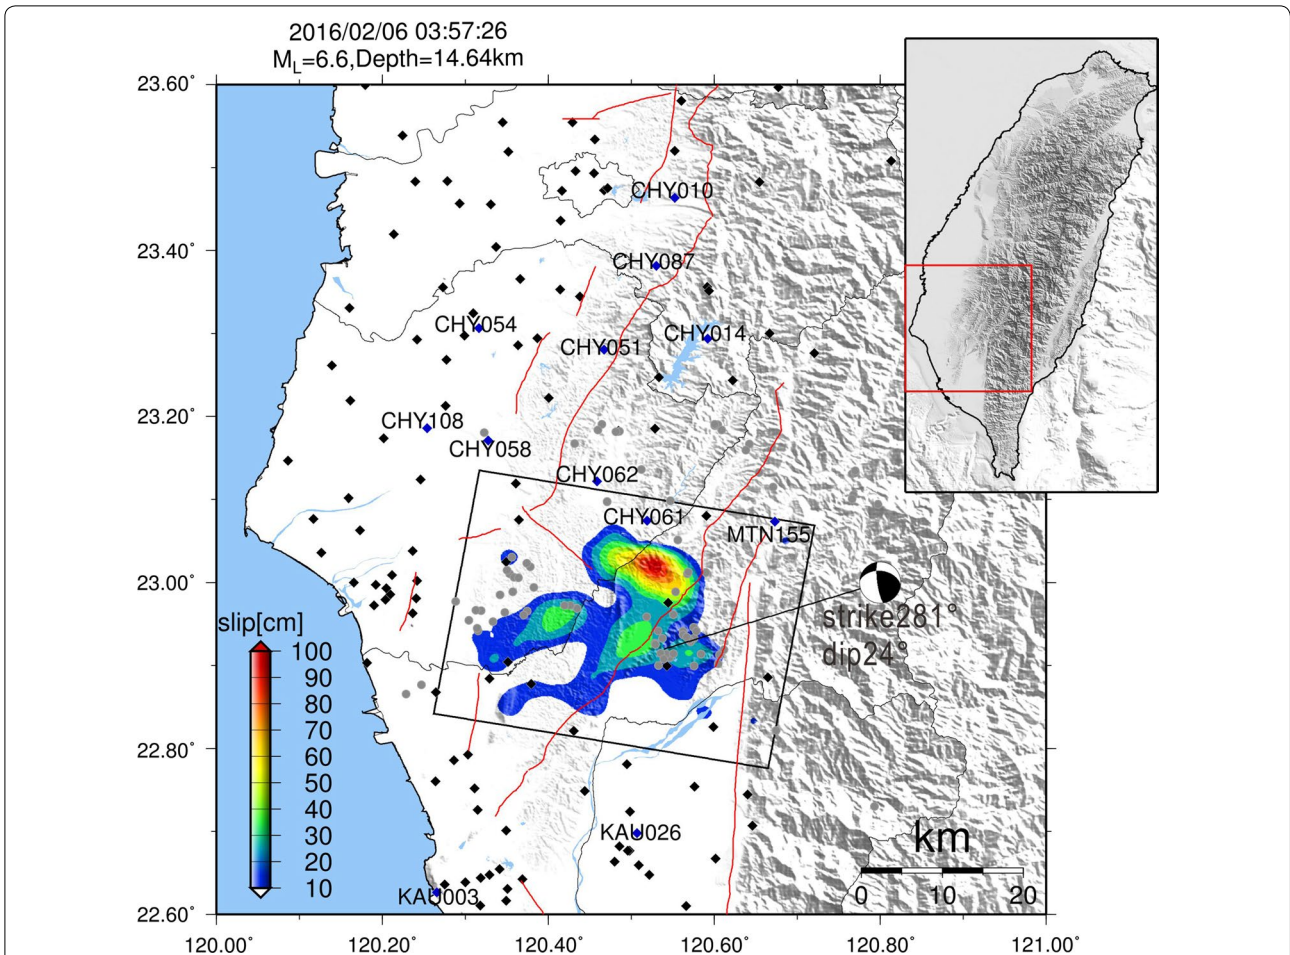 2016/02/06 03:57:26
ML=6.6,Depth=14.64km
23.60°
23.40°
23.20°
23.00°
22.80°
22.60°
120.00°
120.20°
120.40°
120.60°
120.80°
121.00°
CHY010
CHY087
CHY054
CHY051
CHY014
CHY108
CHY058
CHY062
CHY061
MTN155
strike281°
dip24°
slip[cm]
100
90
80
70
60
50
40
30
20
10
KAU026
KAU003
km
0
10
20